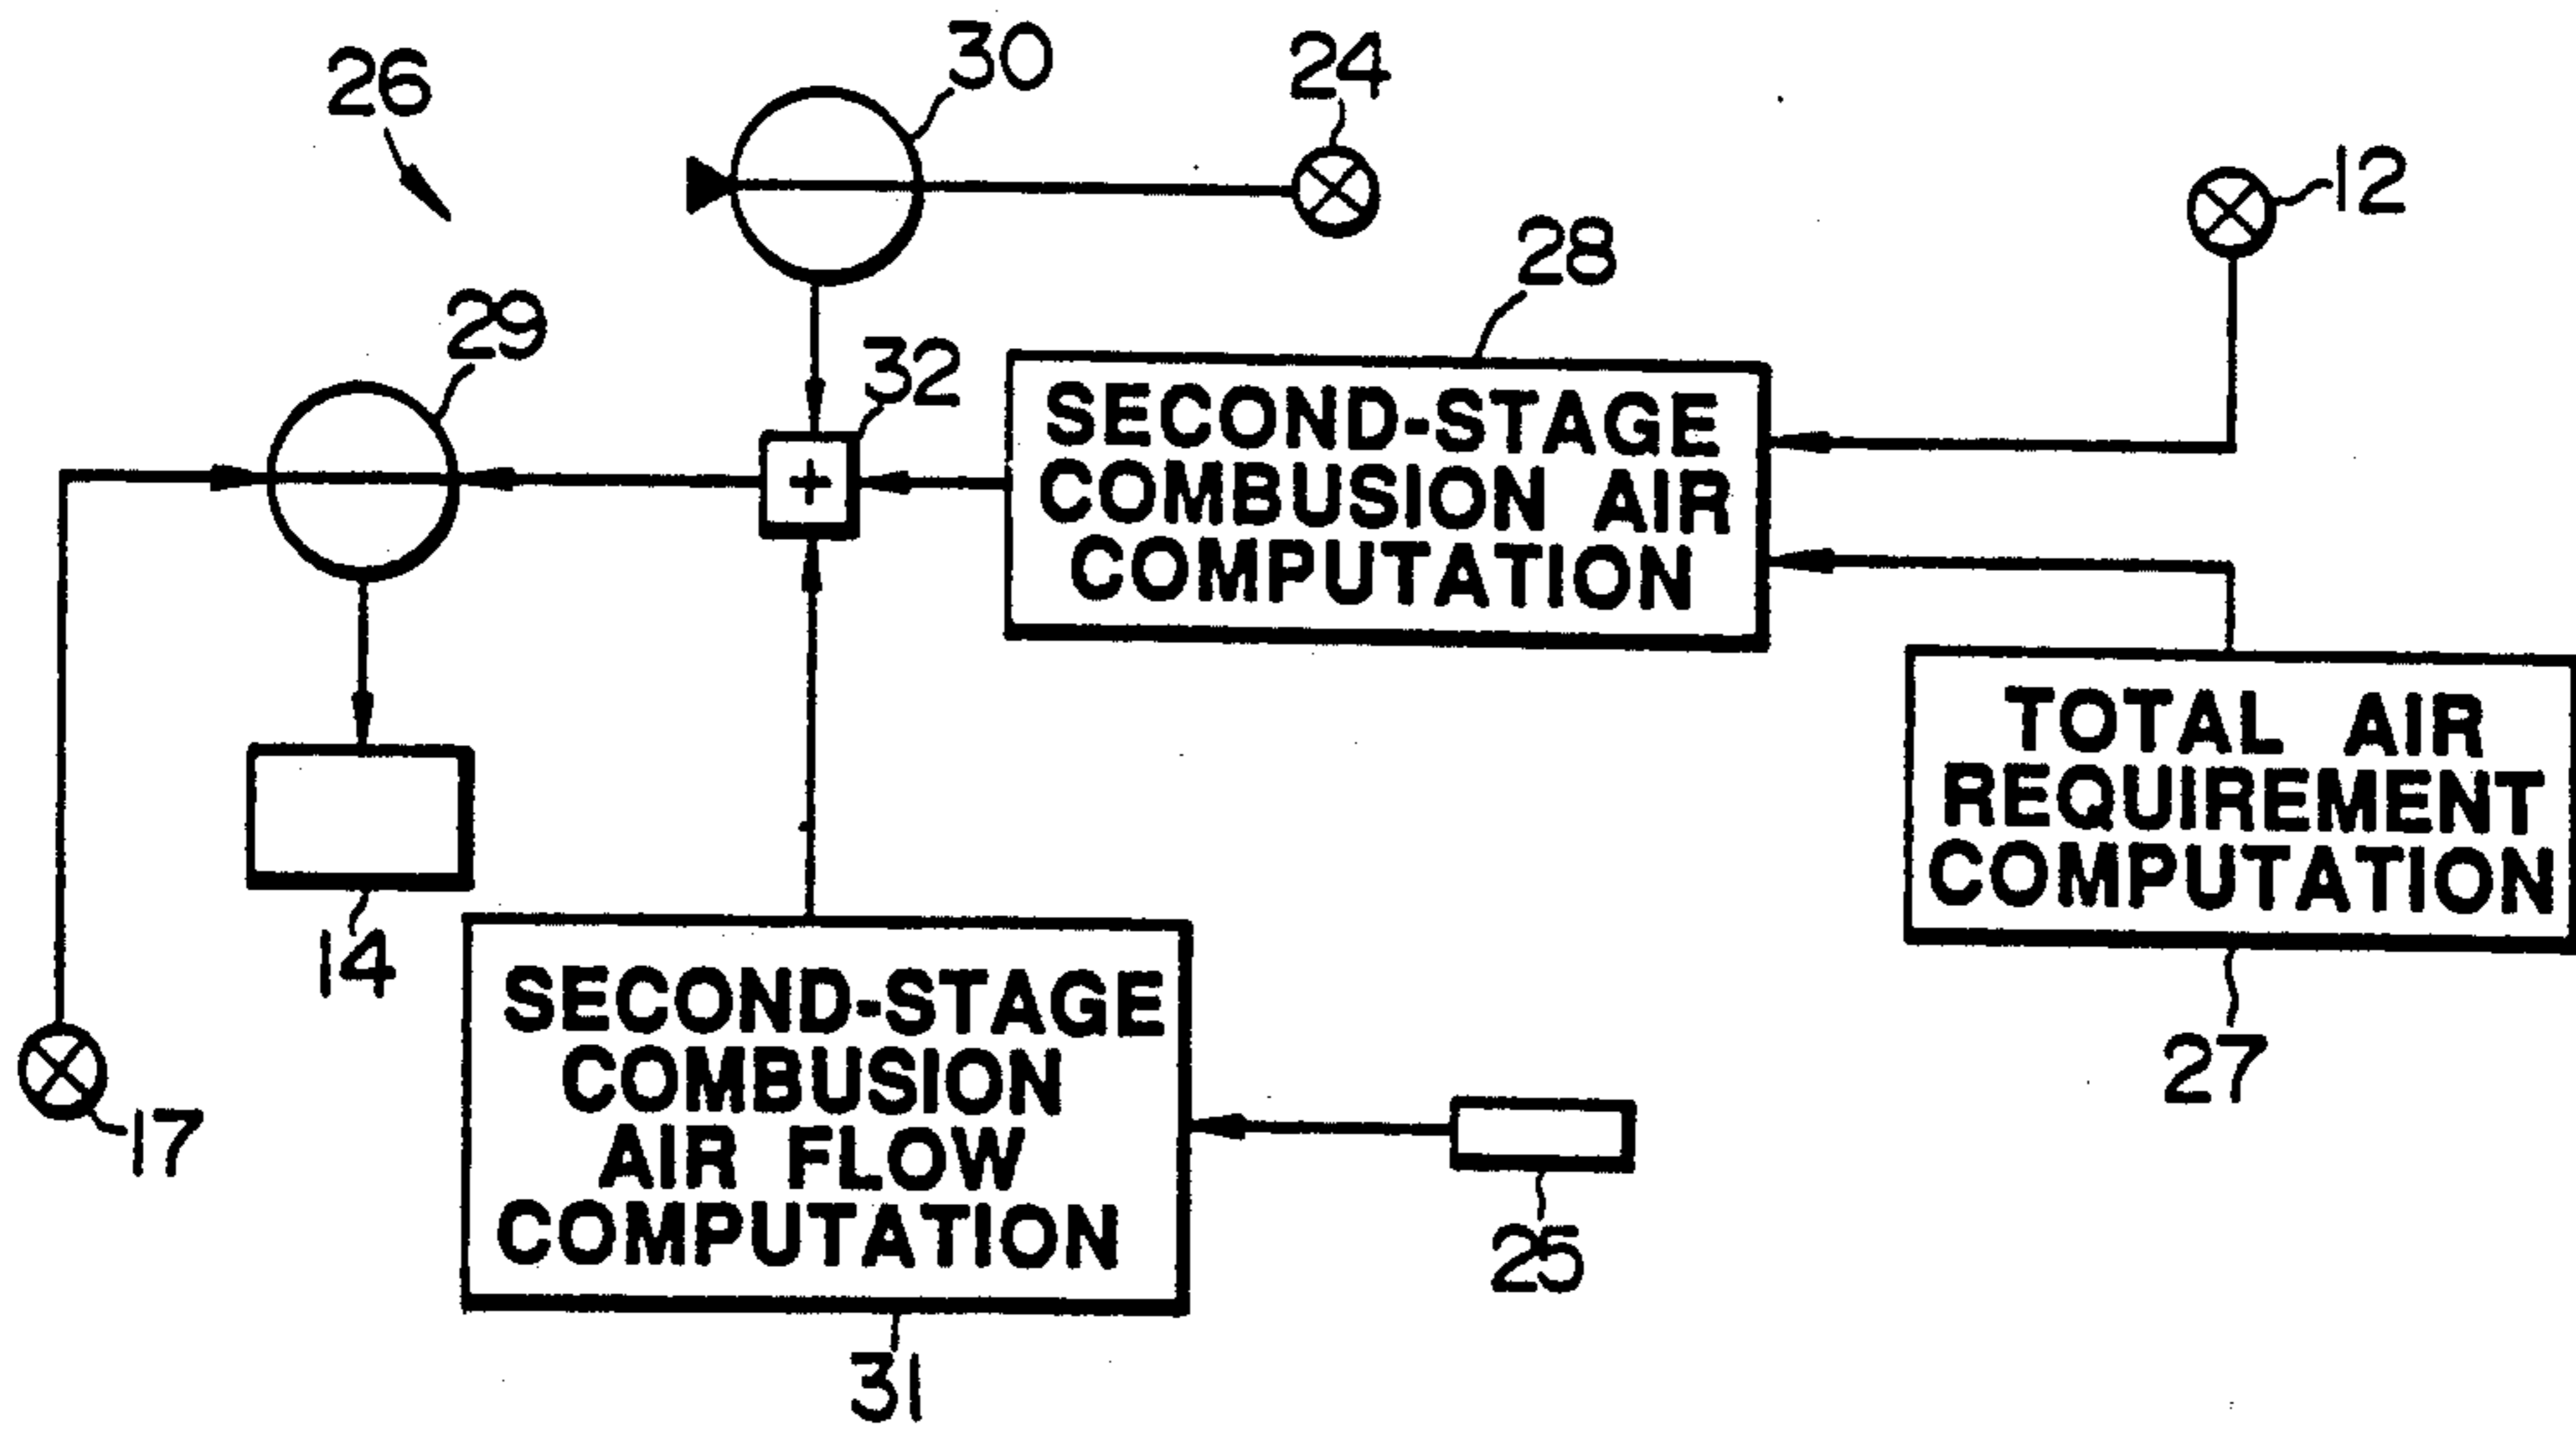 26
30
24
12
28
29
32
+
SECOND-STAGE
COMBUSION AIR
COMPUTATION
TOTAL AIR
REQUIREMENT
COMPUTATION
14
17
27
SECOND-STAGE
COMBUSION
AIR FLOW
COMPUTATION
25
31